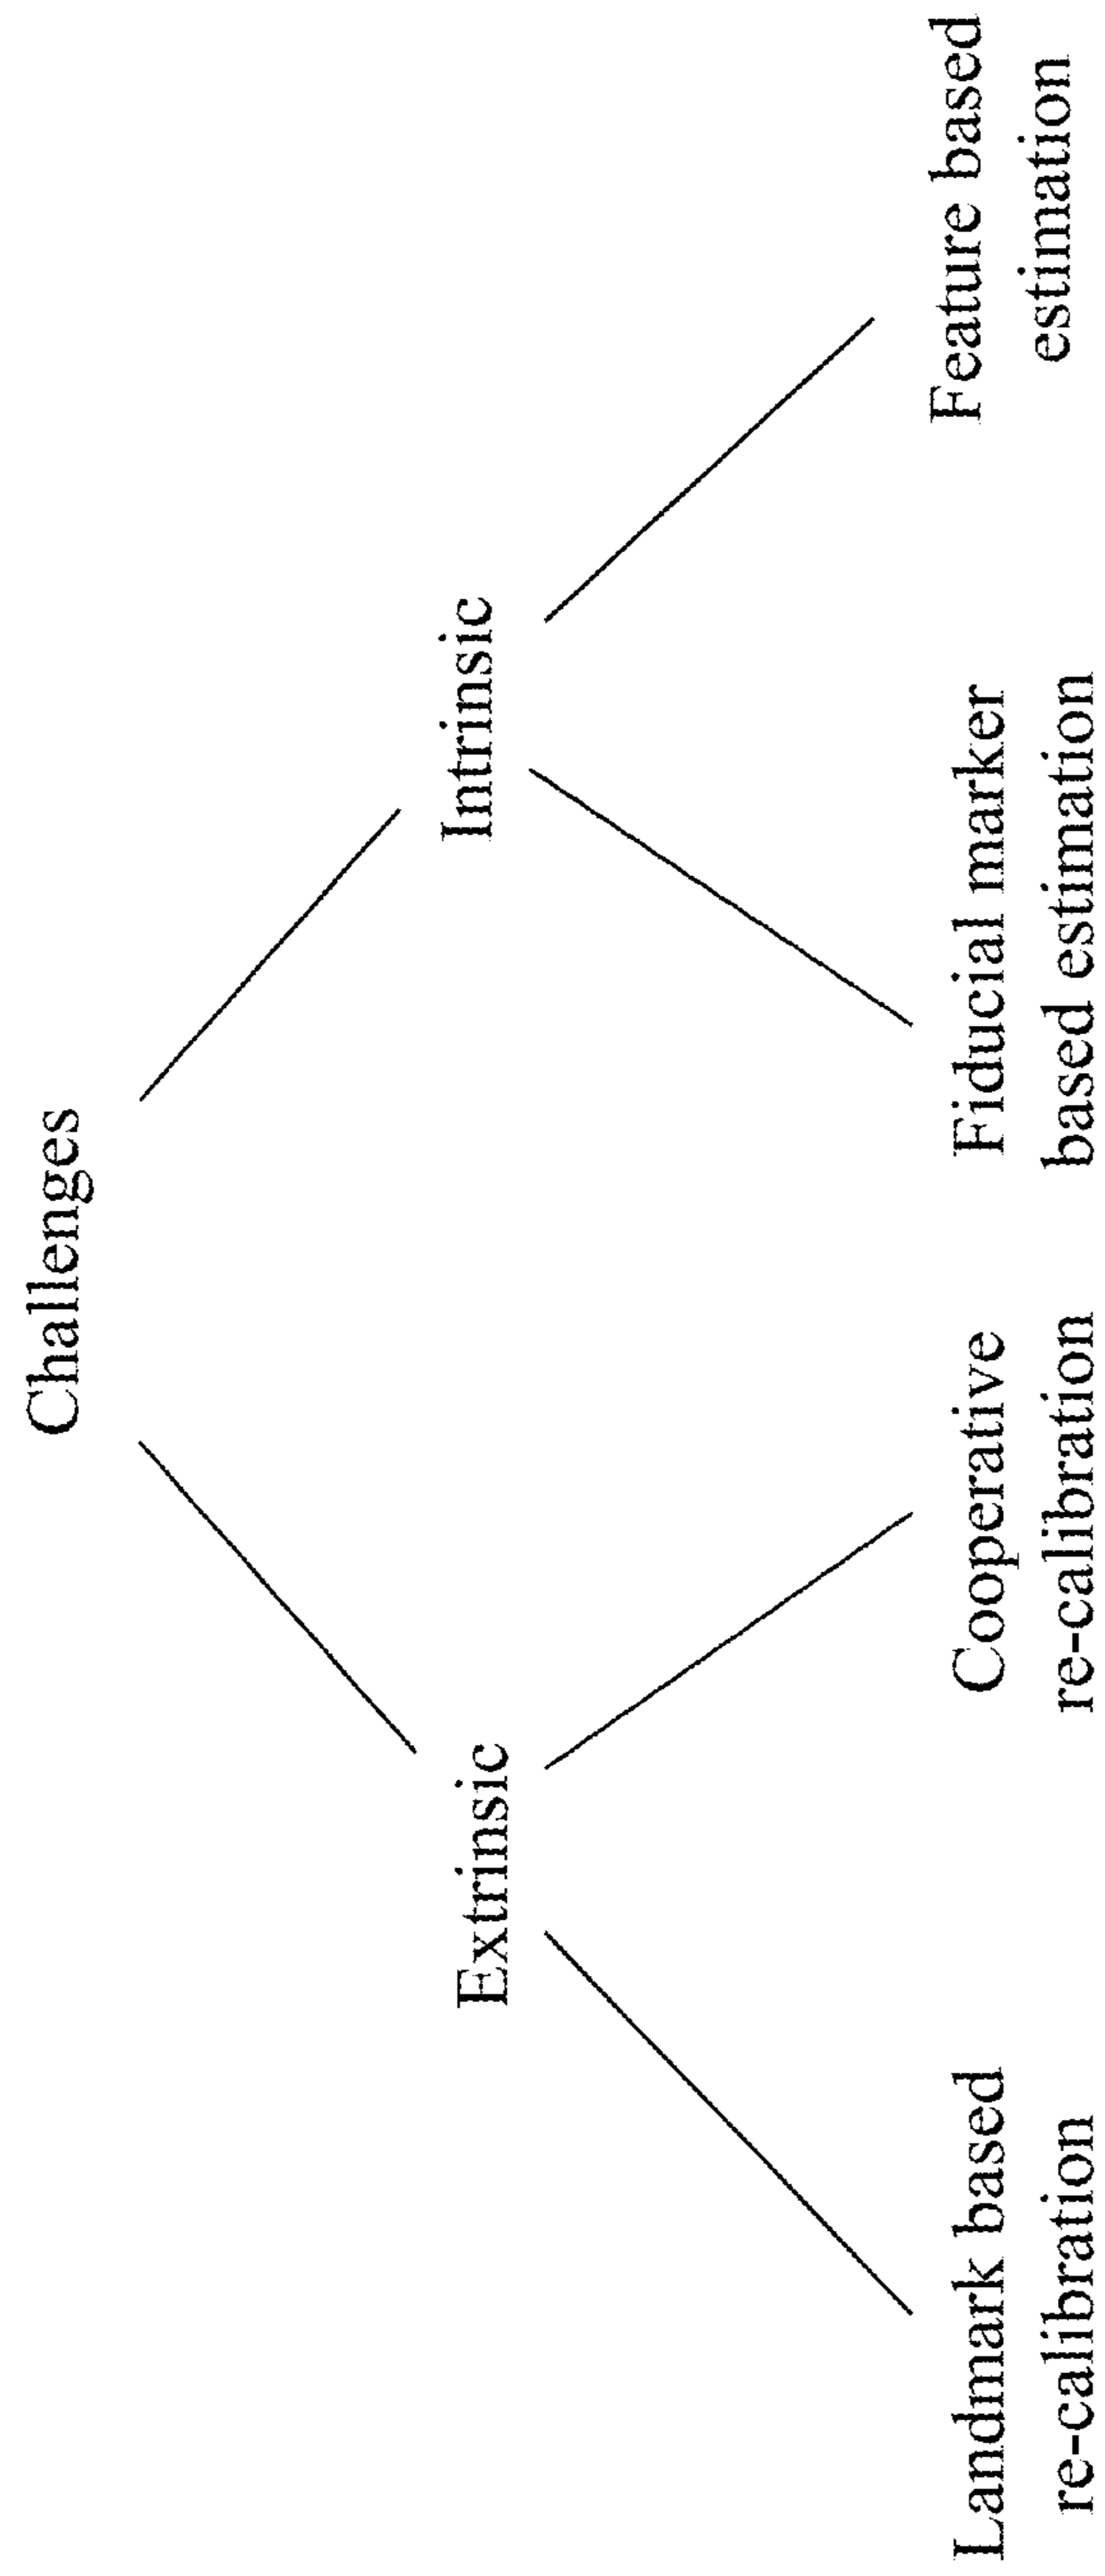 Challenges
Extrinsic
Intrinsic
Landmark based
re-calibration
Cooperative
re-calibration
Fiducial marker
based estimation
Feature based
estimation